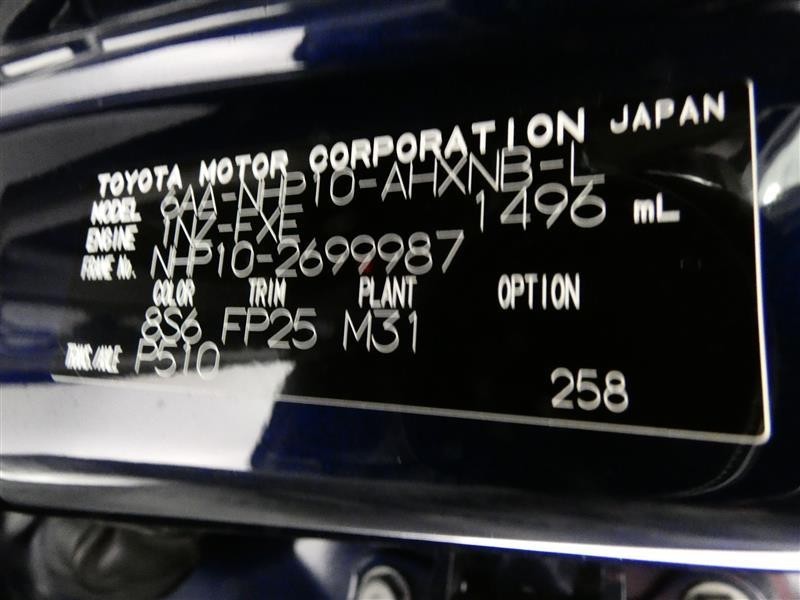 TOYOTA MOTOR CORPORATION JAPAN
MODEL 6AA-NHP10-AHXNB-L
ENGINE 1NZ-FXE 1496 mL
FRAME No. NHP10-2699987
COLOR TRIM PLANT OPTION
8S6 FP25 M31
TRANS./AXLE P510
258